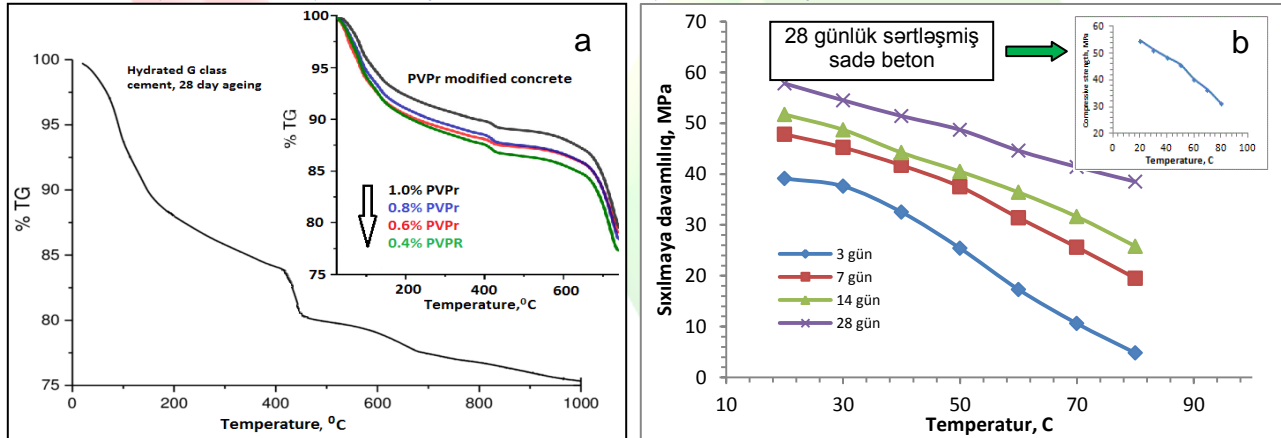 a
100
95
90
85
80
75
% TG
Hydrated G class
cement, 28 day ageing
0
200
400
600
800
1000
Temperature, ⁰C
100
95
90
85
80
75
% TG
PVPr modified concrete
1.0% PVPr
0.8% PVPr
0.6% PVPr
0.4% PVPR
200
400
600
Temperature,⁰C
b
28 günlük sərtləşmiş
sadə beton
70
60
50
40
30
20
10
0
Sıxılmaya davamlılıq, MPa
3 gün
7 gün
14 gün
28 gün
10
30
50
70
90
Temperatur, C
60
50
40
30
20
Compressive strength, MPa
0
20
40
60
80
100
Temperature, C